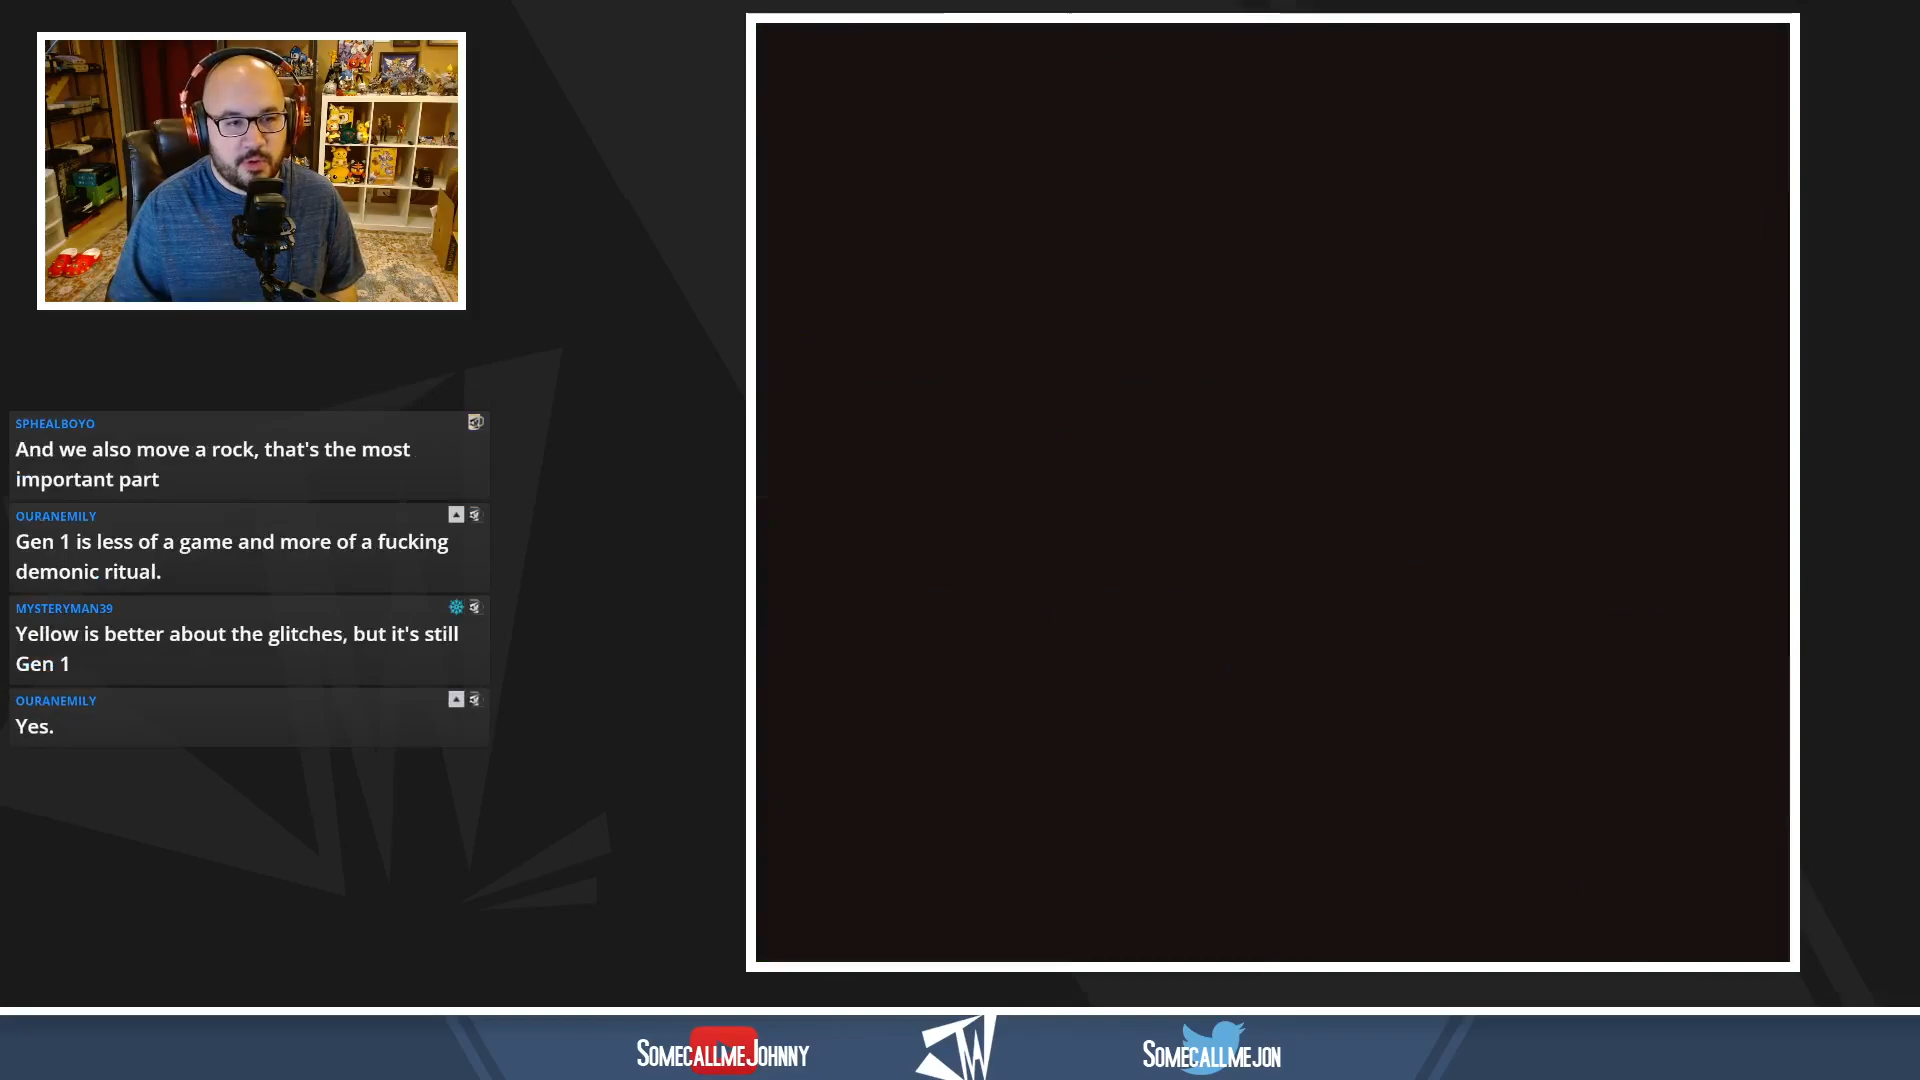 SPHEALBOYO
And we also move a rock, that's the most
important part
OURANEMILY
Gen 1 is less of a game and more of a fucking
demonic ritual.
MYSTERYMAN39
Yellow is better about the glitches, but it's still
Gen 1
OURANEMILY
Yes.
SOMECALLMEJOHNNY
SOMECALLMEJON